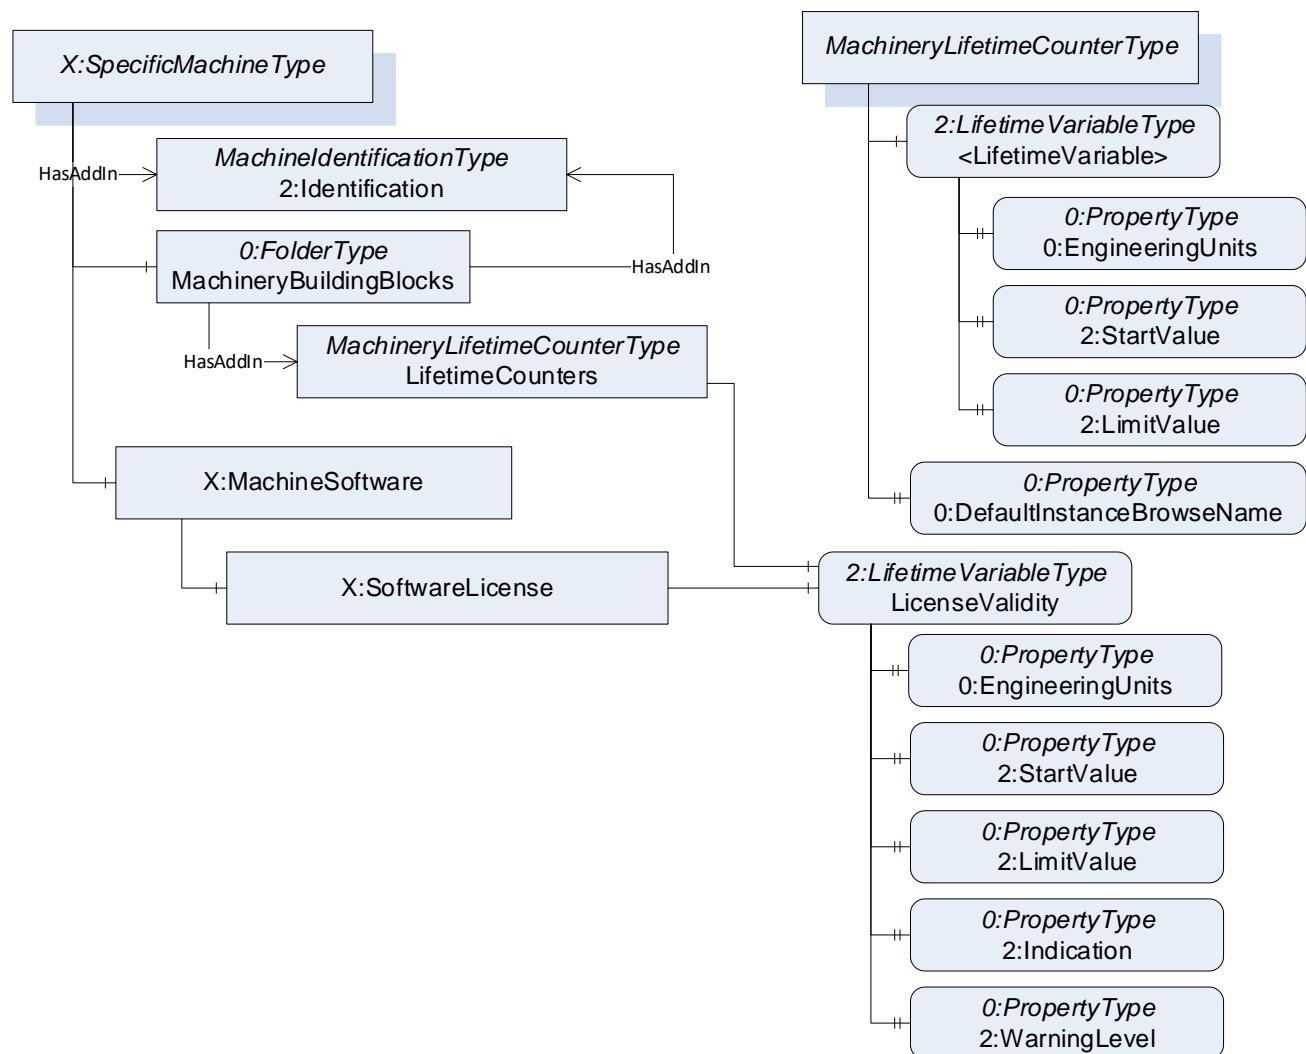 X:SpecificMachineType
HasAddIn
MachineIdentificationType
2:Identification
0:FolderType
MachineryBuildingBlocks
HasAddIn
HasAddIn
MachineryLifetimeCounterType
LifetimeCounters
X:MachineSoftware
X:SoftwareLicense
MachineryLifetimeCounterType
2:LifetimeVariableType
<LifetimeVariable>
0:PropertyType
0:EngineeringUnits
0:PropertyType
2:StartValue
0:PropertyType
2:LimitValue
0:PropertyType
0:DefaultInstanceBrowseName
2:LifetimeVariableType
LicenseValidity
0:PropertyType
0:EngineeringUnits
0:PropertyType
2:StartValue
0:PropertyType
2:LimitValue
0:PropertyType
2:Indication
0:PropertyType
2:WarningLevel